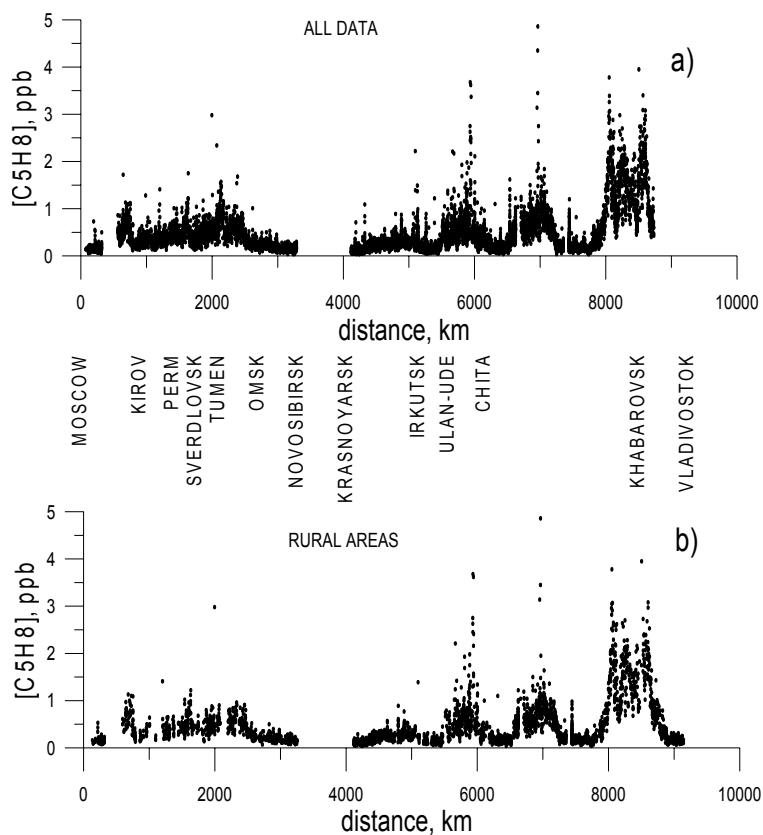 ALL DATA
a)
[C5H8], ppb
5
4
3
2
1
0
0 2000 4000 6000 8000 10000
distance, km
MOSCOW
KIROV
PERM
SVERDLOVSK
TUMEN
OMSK
NOVOSIBIRSK
KRASNOYARSK
IRKUTSK
ULAN-UDE
CHITA
KHABAROVSK
VLADIVOSTOK
RURAL AREAS
b)
[C5H8], ppb
5
4
3
2
1
0
0 2000 4000 6000 8000 10000
distance, km